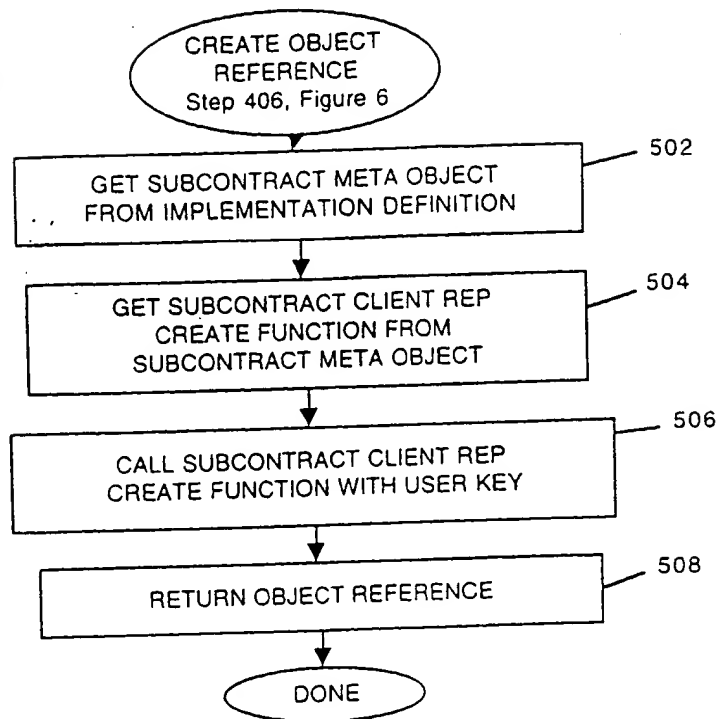 CREATE OBJECT
REFERENCE
Step 406, Figure 6
502
GET SUBCONTRACT META OBJECT
FROM IMPLEMENTATION DEFINITION
504
GET SUBCONTRACT CLIENT REP
CREATE FUNCTION FROM
SUBCONTRACT META OBJECT
506
CALL SUBCONTRACT CLIENT REP
CREATE FUNCTION WITH USER KEY
508
RETURN OBJECT REFERENCE
DONE